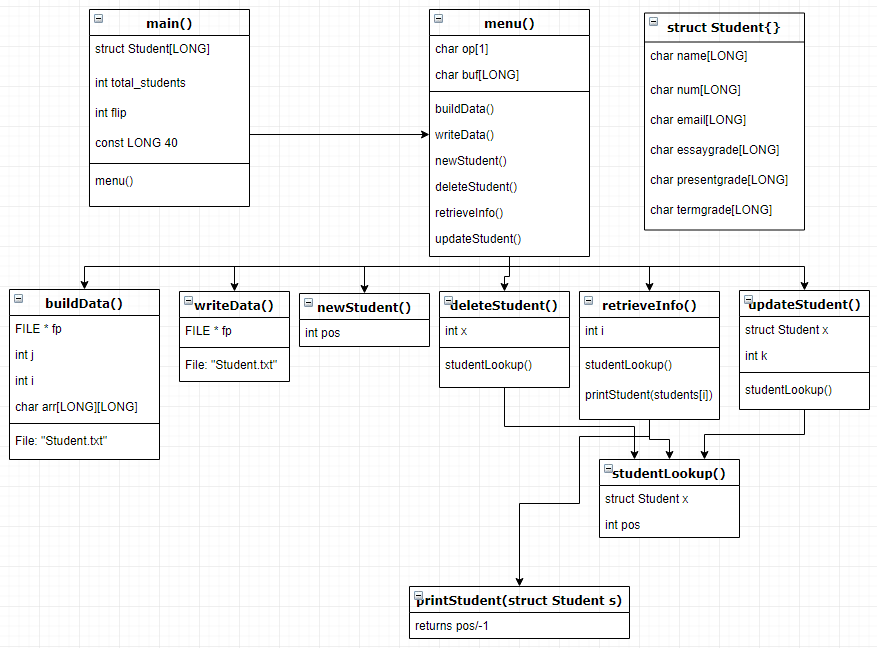 main()
struct Student[LONG]
int total_students
int flip
const LONG 40
menu()
menu()
char op[1]
char buf[LONG]
buildData()
writeData()
newStudent()
deleteStudent()
retrieveInfo()
updateStudent()
struct Student{}
char name[LONG]
char num[LONG]
char email[LONG]
char essaygrade[LONG]
char presentgrade[LONG]
char termgrade[LONG]
buildData()
FILE * fp
int j
int i
char arr[LONG][LONG]
File: "Student.txt"
writeData()
FILE * fp
File: "Student.txt"
newStudent()
int pos
deleteStudent()
int x
studentLookup()
retrieveInfo()
int i
studentLookup()
printStudent(students[i])
updateStudent()
struct Student x
int k
studentLookup()
studentLookup()
struct Student x
int pos
printStudent(struct Student s)
returns pos/-1